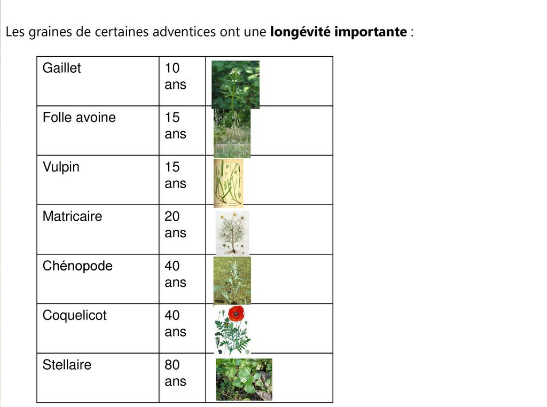 Les graines de certaines adventices ont une longévité importante :
Gaillet 10
ans
Folle avoine 15
ans
Vulpin 15
ans
Matricaire 20
ans
Chénopode 40
ans
Coquelicot 40
ans
Stellaire 80
ans